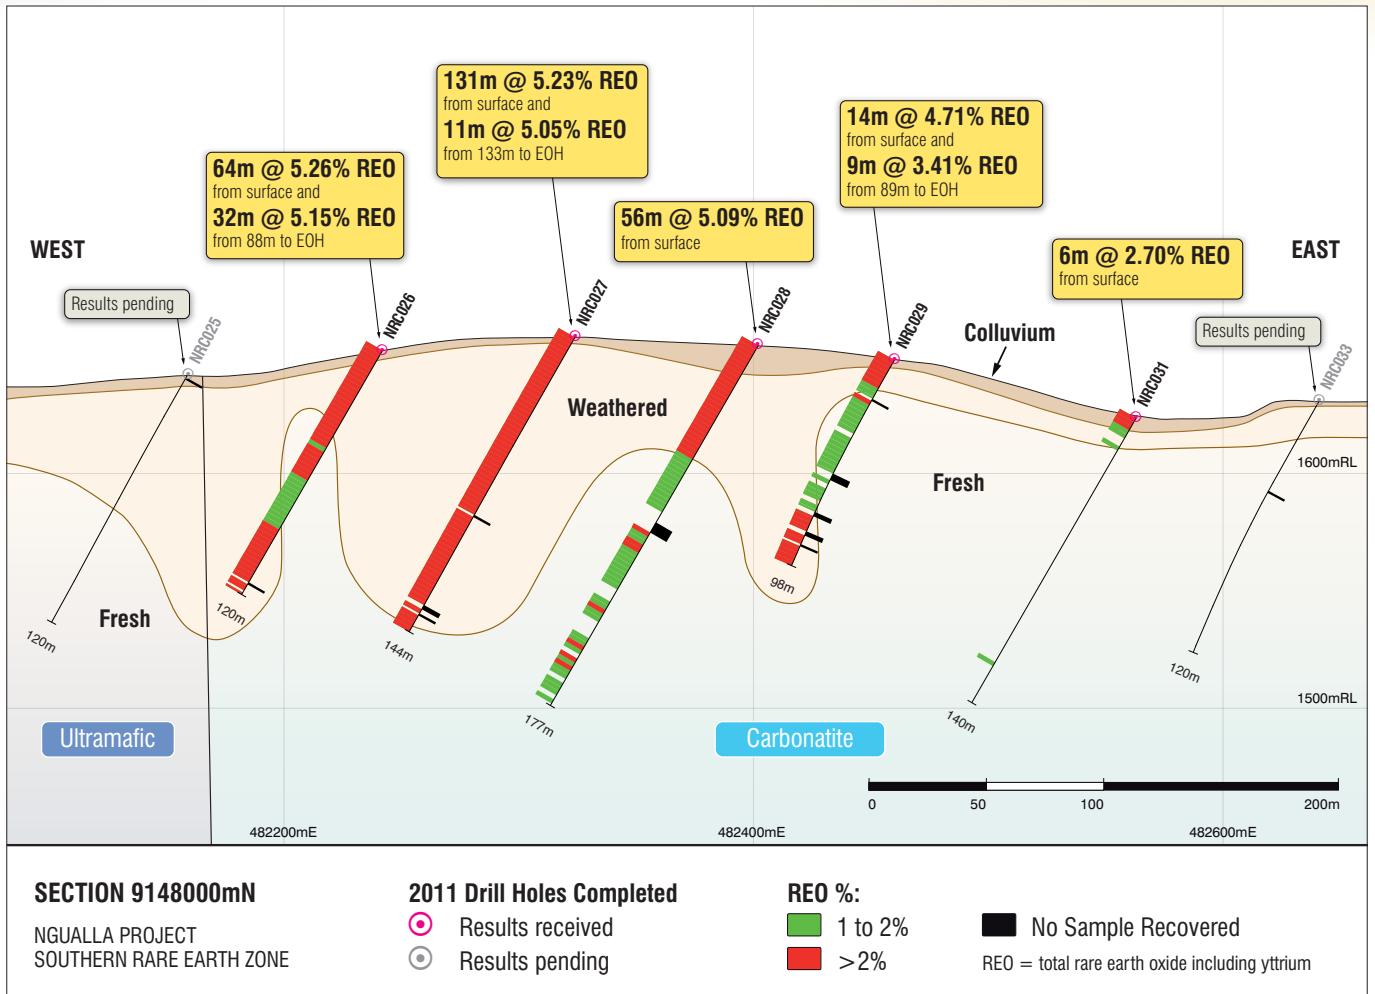 131m @ 5.23% REO
from surface and
11m @ 5.05% REO
from 133m to EOH
14m @ 4.71% REO
from surface and
9m @ 3.41% REO
from 89m to EOH
64m @ 5.26% REO
from surface and
32m @ 5.15% REO
from 88m to EOH
56m @ 5.09% REO
from surface
6m @ 2.70% REO
from surface
WEST
EAST
Results pending
Results pending
NRC025
NRC026
NRC027
NRC028
NRC029
NRC031
NRC033
Colluvium
Weathered
Fresh
Fresh
1600mRL
1500mRL
120m
120m
144m
177m
98m
140m
120m
Ultramafic
Carbonatite
0
50
100
200m
482200mE
482400mE
482600mE
SECTION 9148000mN
NGUALLA PROJECT
SOUTHERN RARE EARTH ZONE
2011 Drill Holes Completed
Results received
Results pending
REO %:
1 to 2%
>2%
No Sample Recovered
REO = total rare earth oxide including yttrium